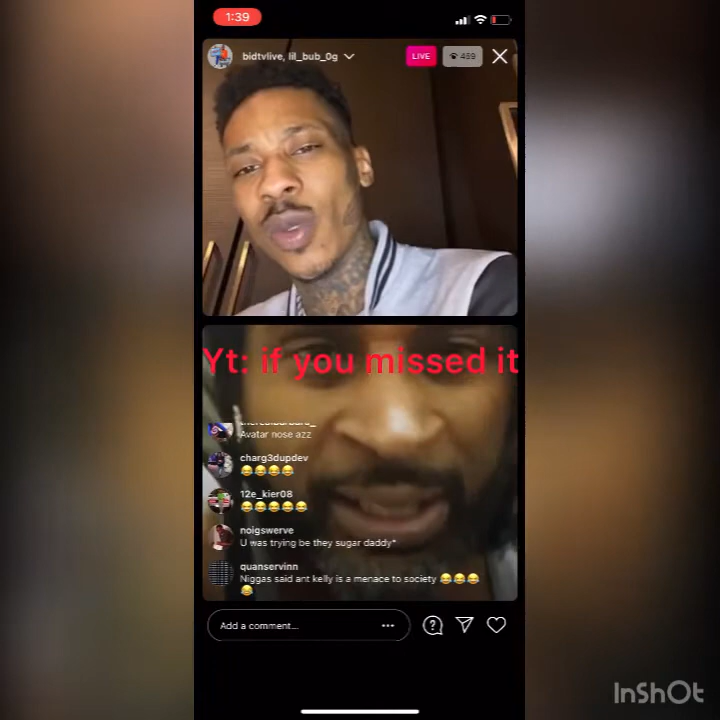 1:39
bidtvlive, lil_bub_0g
LIVE
469
Yt: if you missed it
Avatar nose azz
charg3dupdev
😂😂😂😂
12e_kier08
😂😂😂😂😂
noigswerve
U was trying be they sugar daddy*
quanservinn
Niggas said ant kelly is a menace to society 😂😂😂
😂
Add a comment...
InShOt